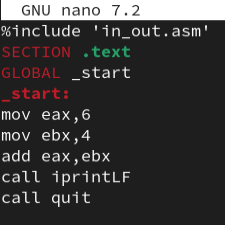 GNU nano 7.2
%include 'in_out.asm'
SECTION .text
GLOBAL _start
_start:
mov eax,6
mov ebx,4
add eax,ebx
call iprintLF
call quit